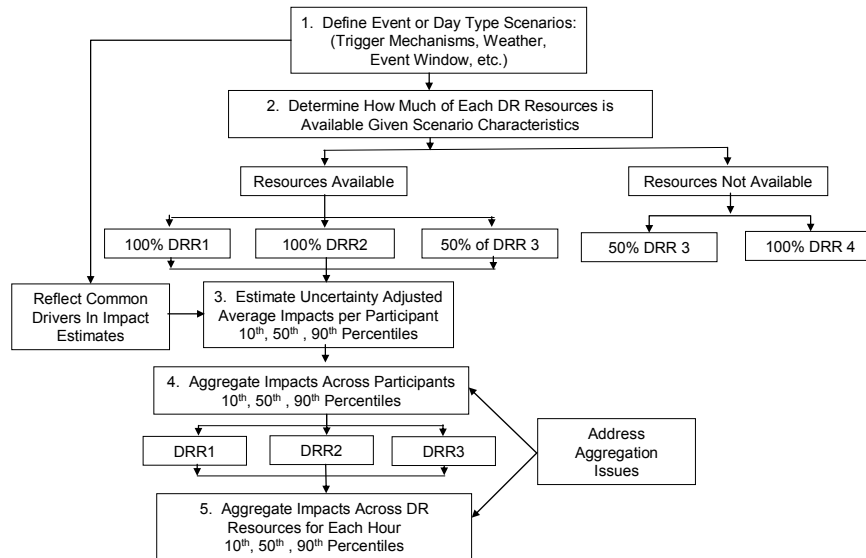 1. Define Event or Day Type Scenarios:
(Trigger Mechanisms, Weather,
Event Window, etc.)
2. Determine How Much of Each DR Resources is
Available Given Scenario Characteristics
Resources Available
Resources Not Available
100% DRR1
100% DRR2
50% of DRR 3
50% DRR 3
100% DRR 4
Reflect Common
Drivers In Impact
Estimates
3. Estimate Uncertainty Adjusted
Average Impacts per Participant
10th, 50th , 90th Percentiles
4. Aggregate Impacts Across Participants
10th, 50th , 90th Percentiles
DRR1
DRR2
DRR3
Address
Aggregation
Issues
5. Aggregate Impacts Across DR
Resources for Each Hour
10th, 50th , 90th Percentiles